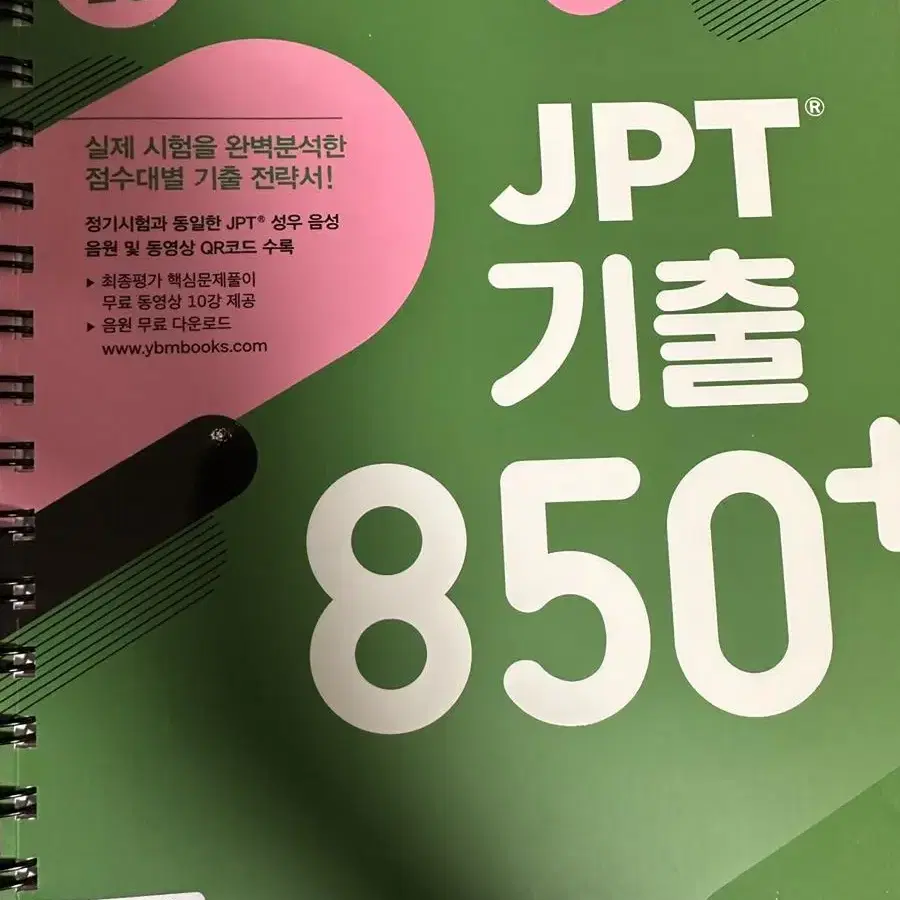 실제 시험을 완벽분석한
점수대별 기출 전략서!
정기시험과 동일한 JPT® 성우 음성
음원 및 동영상 QR코드 수록
▶ 최종평가 핵심문제풀이
무료 동영상 10강 제공
▶ 음원 무료 다운로드
www.ybmbooks.com
JPT®
기출
850+